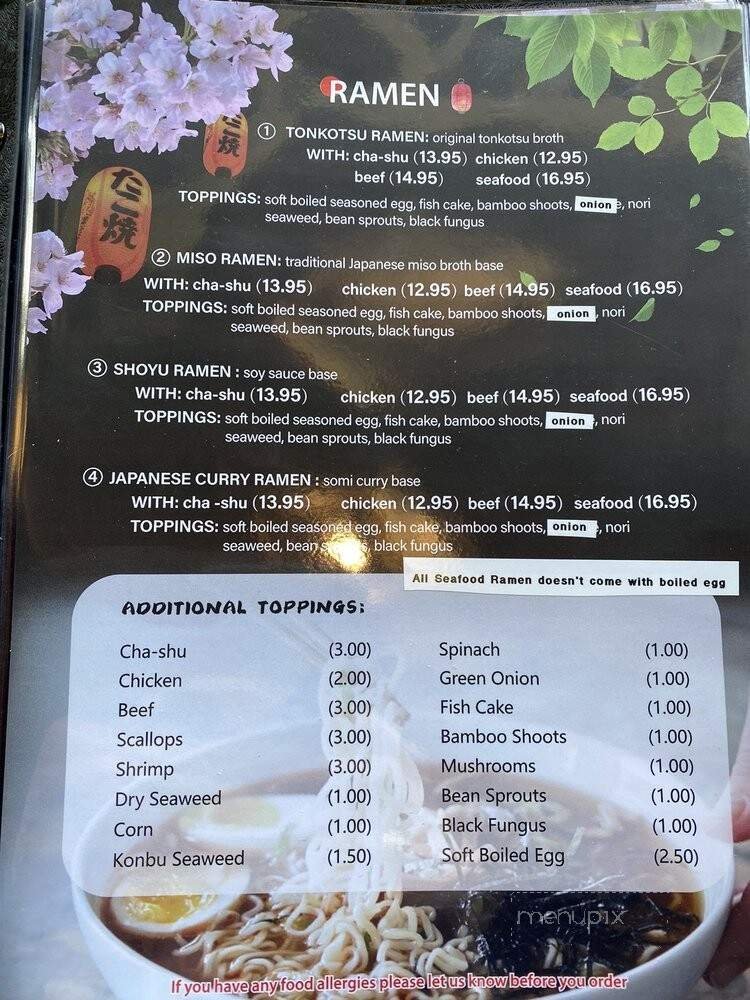 RAMEN
たこ焼
たこ焼
① TONKOTSU RAMEN: original tonkotsu broth
WITH: cha-shu (13.95) chicken (12.95)
beef (14.95) seafood (16.95)
TOPPINGS: soft boiled seasoned egg, fish cake, bamboo shoots, onion e, nori
seaweed, bean sprouts, black fungus
② MISO RAMEN: traditional Japanese miso broth base
WITH: cha-shu (13.95) chicken (12.95) beef (14.95) seafood (16.95)
TOPPINGS: soft boiled seasoned egg, fish cake, bamboo shoots, onion , nori
seaweed, bean sprouts, black fungus
③ SHOYU RAMEN : soy sauce base
WITH: cha-shu (13.95) chicken (12.95) beef (14.95) seafood (16.95)
TOPPINGS: soft boiled seasoned egg, fish cake, bamboo shoots, onion , nori
seaweed, bean sprouts, black fungus
④ JAPANESE CURRY RAMEN : somi curry base
WITH: cha -shu (13.95) chicken (12.95) beef (14.95) seafood (16.95)
TOPPINGS: soft boiled seasoned egg, fish cake, bamboo shoots, onion , nori
seaweed, bean sprouts, black fungus
All Seafood Ramen doesn't come with boiled egg
ADDITIONAL TOPPINGS:
Cha-shu (3.00) Spinach (1.00)
Chicken (2.00) Green Onion (1.00)
Beef (3.00) Fish Cake (1.00)
Scallops (3.00) Bamboo Shoots (1.00)
Shrimp (3.00) Mushrooms (1.00)
Dry Seaweed (1.00) Bean Sprouts (1.00)
Corn (1.00) Black Fungus (1.00)
Konbu Seaweed (1.50) Soft Boiled Egg (2.50)
menupix
If you have any food allergies please let us know before you order